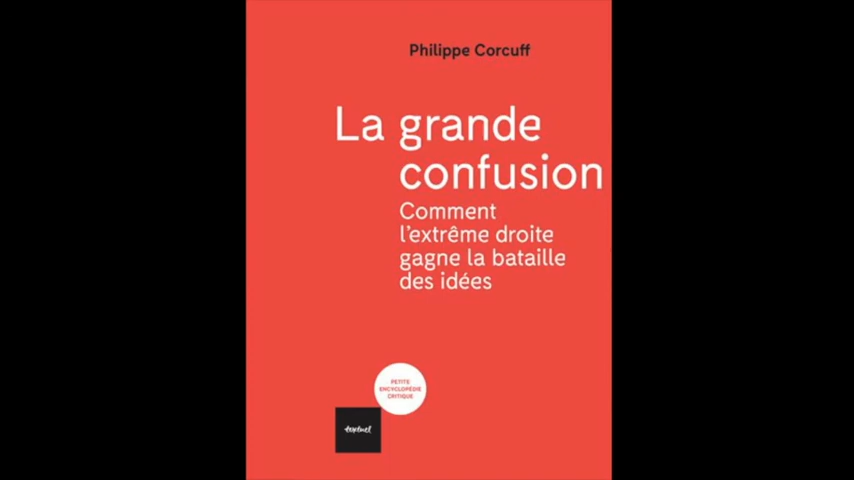 Philippe Corcuff
La grande
confusion
Comment
l'extrême droite
gagne la bataille
des idées
PETITE
ENCYCLOPÉDIE
CRITIQUE
textuel